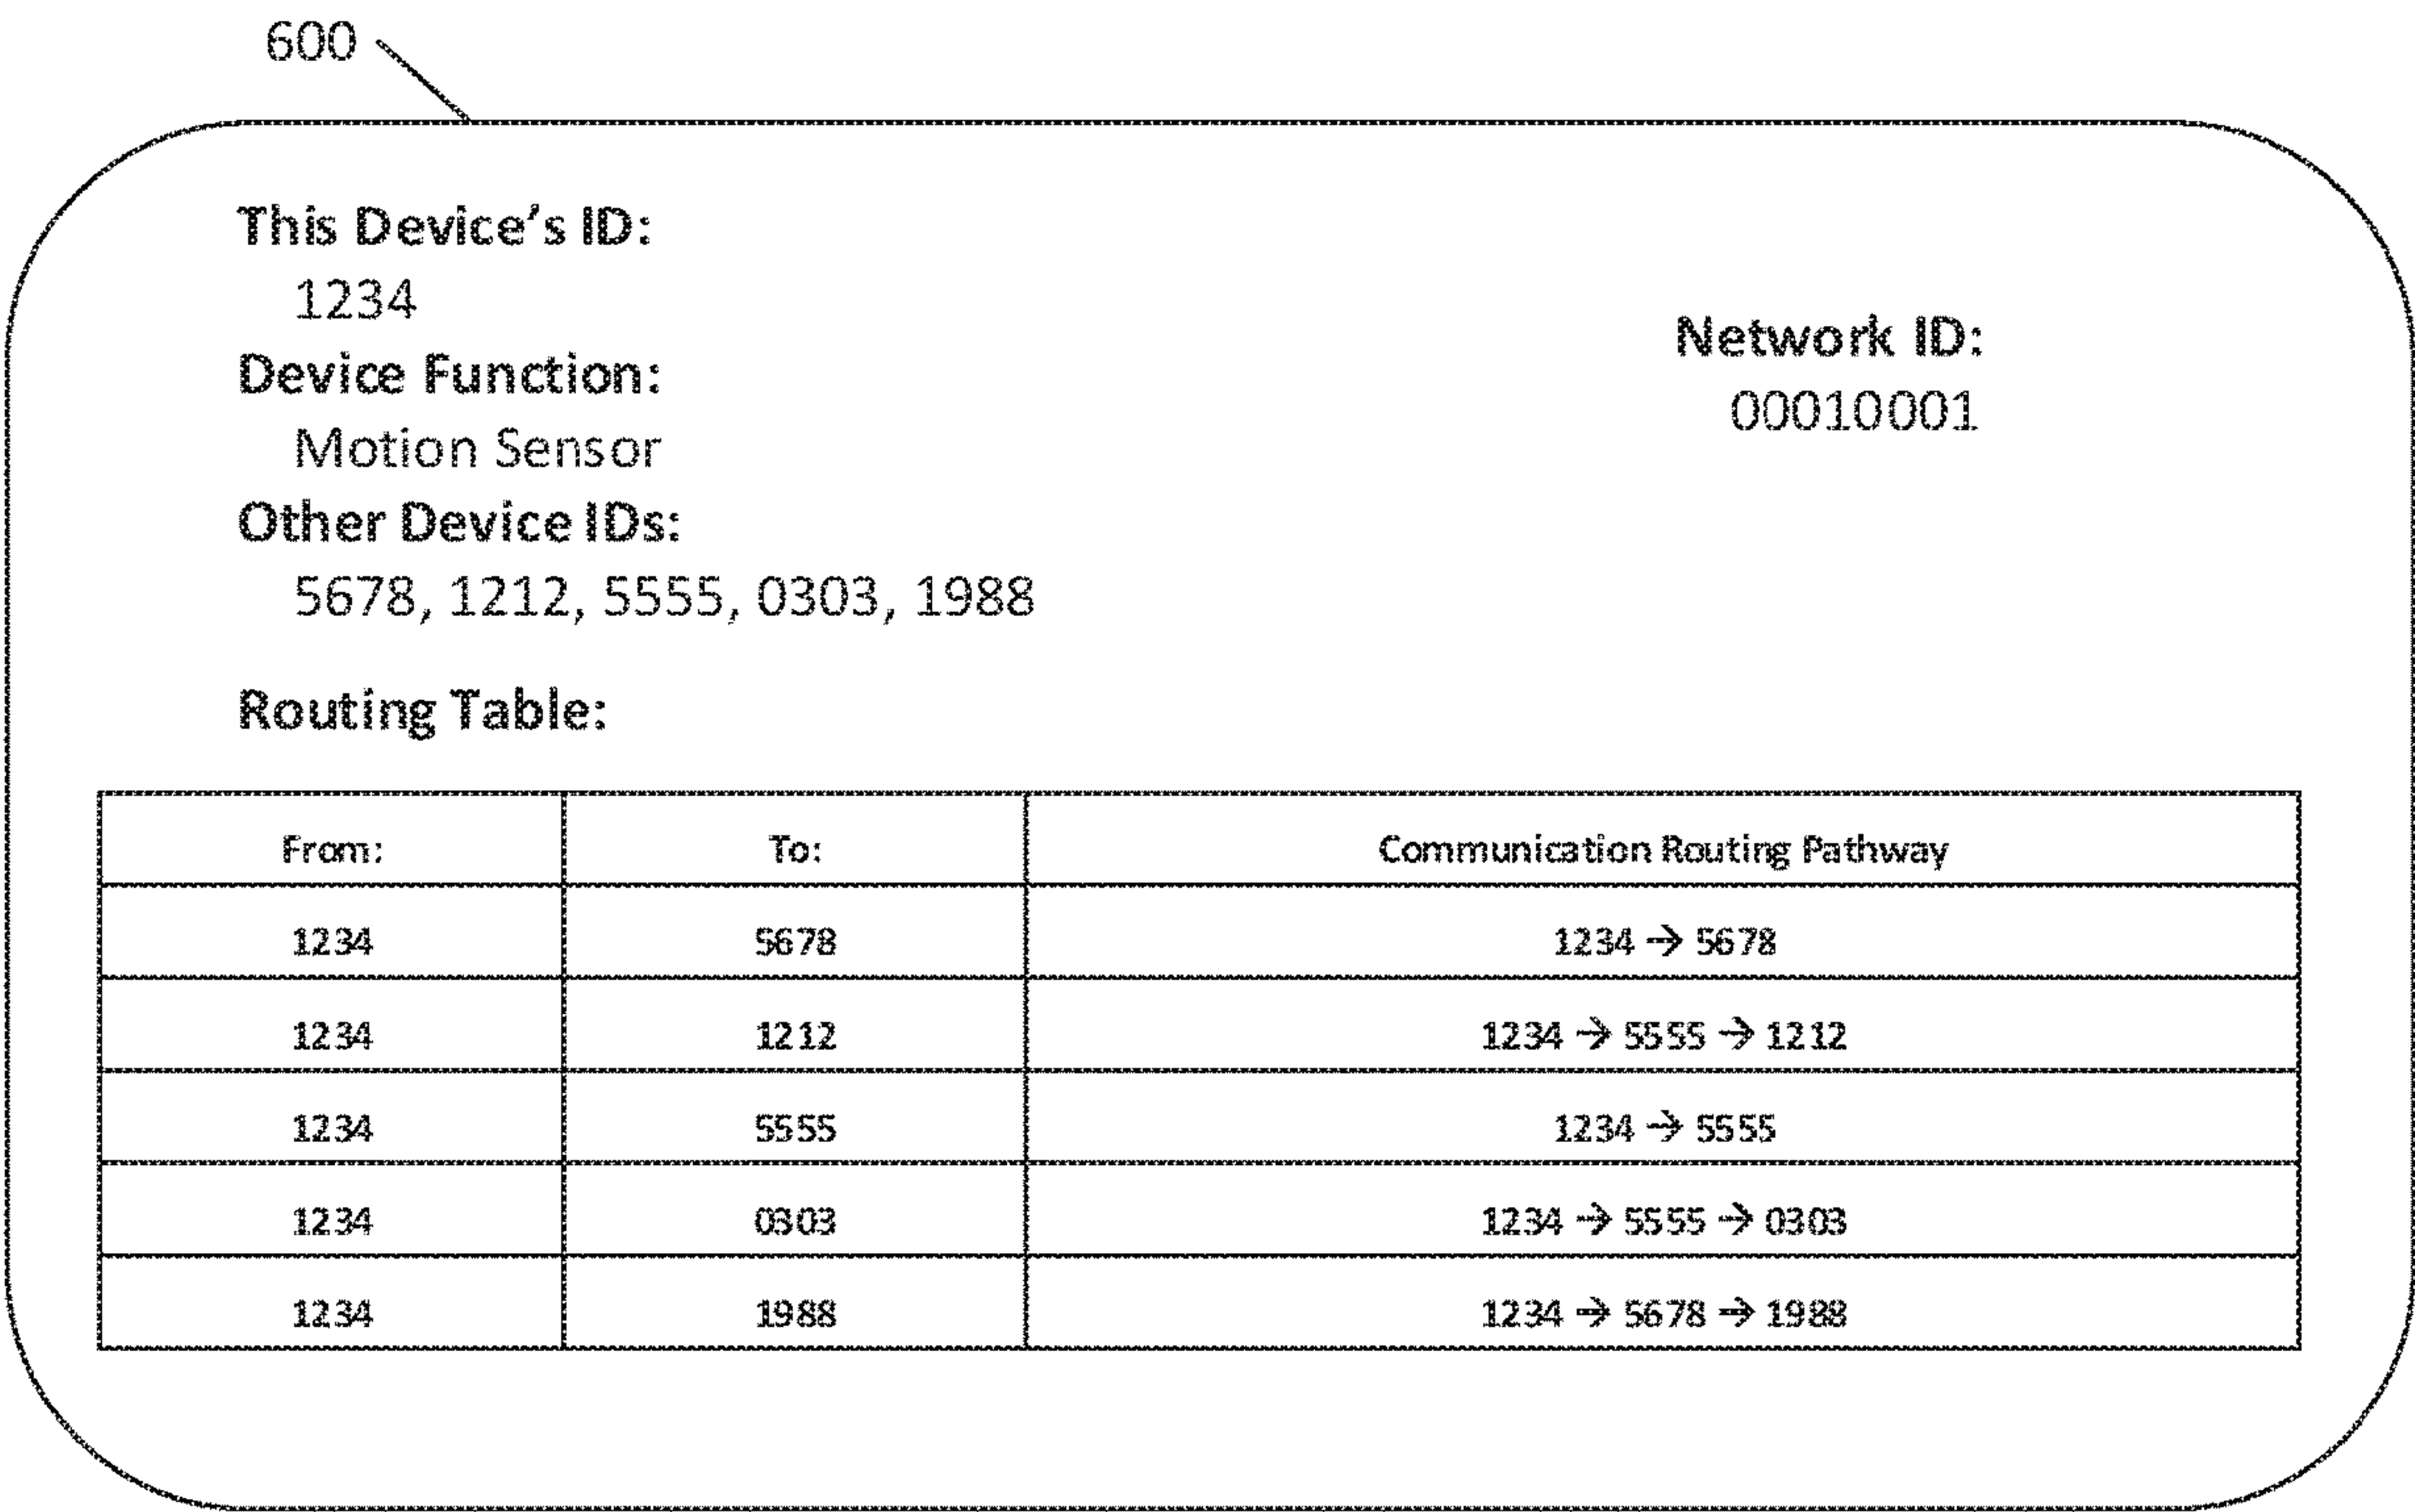 600
This Device's ID:
1234
Device Function:
Motion Sensor
Other Device IDs:
5678, 1212, 5555, 0303, 1988
Network ID:
00010001
Routing Table:
From: To: Communication Routing Pathway
1234 5678 1234 → 5678
1234 1212 1234 → 5555 → 1212
1234 5555 1234 → 5555
1234 0303 1234 → 5555 → 0303
1234 1988 1234 → 5678 → 1988